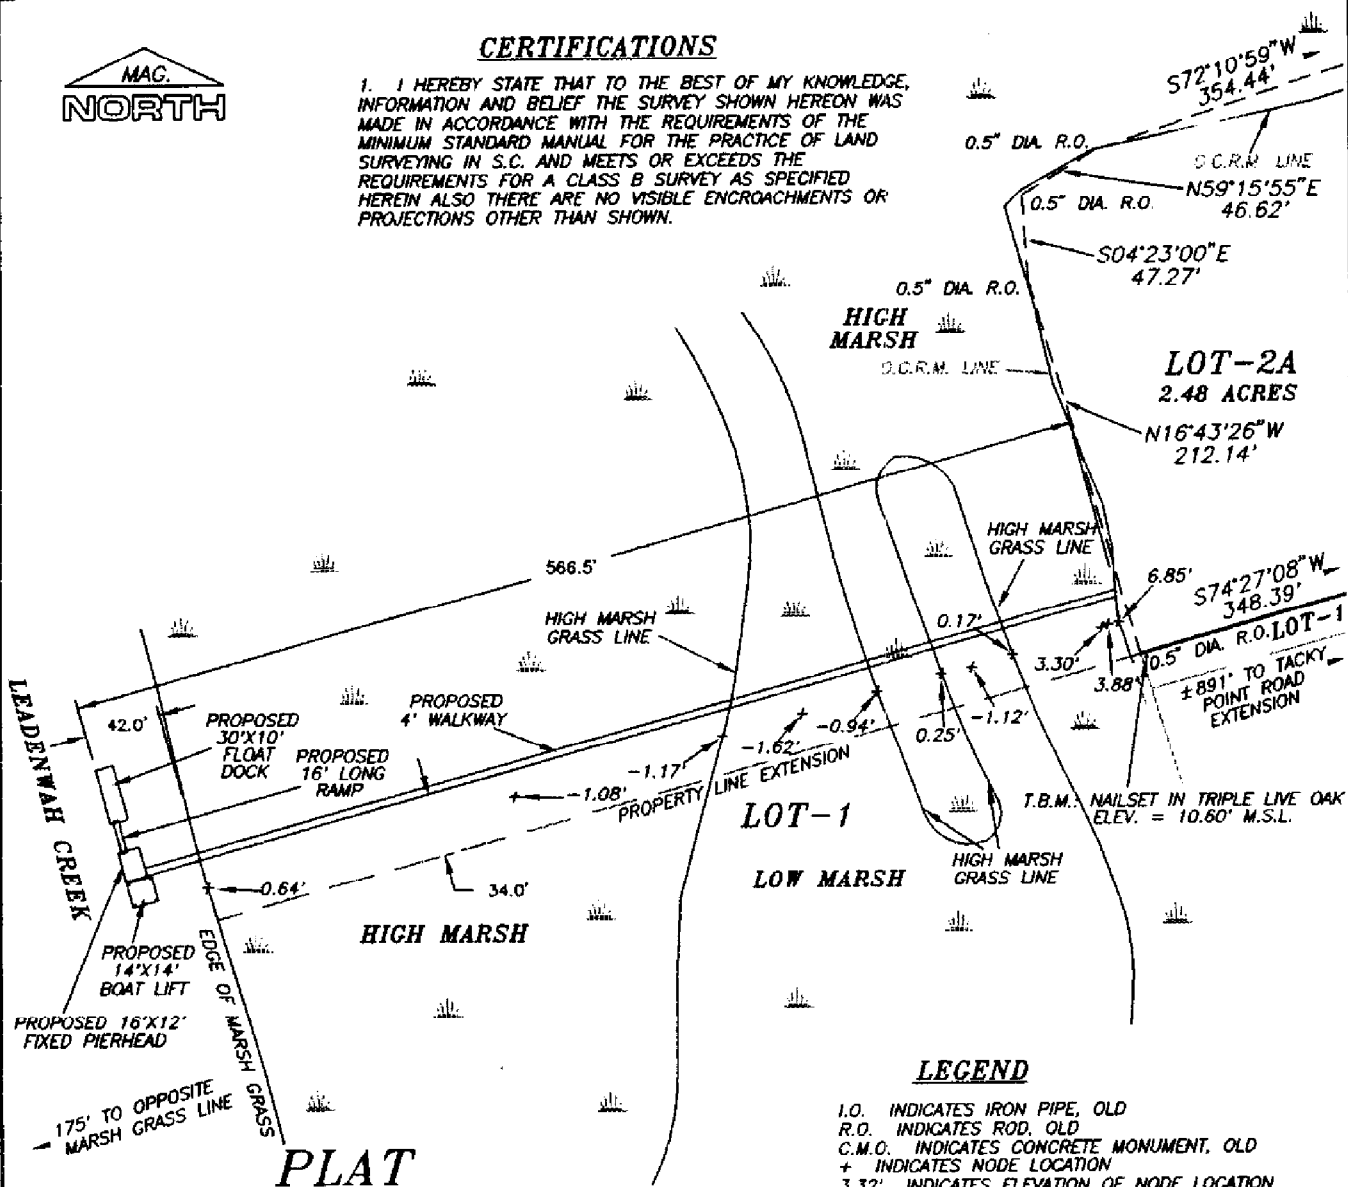 MAG.
NORTH
CERTIFICATIONS
1. I HEREBY STATE THAT TO THE BEST OF MY KNOWLEDGE,
INFORMATION AND BELIEF THE SURVEY SHOWN HEREON WAS
MADE IN ACCORDANCE WITH THE REQUIREMENTS OF THE
MINIMUM STANDARD MANUAL FOR THE PRACTICE OF LAND
SURVEYING IN S.C. AND MEETS OR EXCEEDS THE
REQUIREMENTS FOR A CLASS B SURVEY AS SPECIFIED
HEREIN ALSO THERE ARE NO VISIBLE ENCROACHMENTS OR
PROJECTIONS OTHER THAN SHOWN.
S72°10'59"W
354.44'
0.5" DIA. R.O.
O.C.R.M. LINE
N59°15'55"E
46.62'
0.5" DIA. R.O.
S04°23'00"E
47.27'
0.5" DIA. R.O.
HIGH
MARSH
O.C.R.M. LINE
LOT-2A
2.48 ACRES
N16°43'26"W
212.14'
HIGH MARSH
GRASS LINE
566.5'
6.85'
S74°27'08"W
348.39'
HIGH MARSH
GRASS LINE
0.17'
3.30'
3.88'
0.5" DIA. R.O.
LOT-1
±891' TO TACKY
POINT ROAD
EXTENSION
LEADENWAH CREEK
42.0'
PROPOSED
30'X10'
FLOAT
DOCK
PROPOSED
16' LONG
RAMP
PROPOSED
4' WALKWAY
-0.94'
0.25'
-1.12'
-1.62'
-1.17'
-1.08'
PROPERTY LINE EXTENSION
LOT-1
T.B.M.: NAILSET IN TRIPLE LIVE OAK
ELEV. = 10.60' M.S.L.
LOW MARSH
HIGH MARSH
GRASS LINE
-0.64'
34.0'
HIGH MARSH
PROPOSED
14'X14'
BOAT LIFT
PROPOSED 16'X12'
FIXED PIERHEAD
EDGE OF MARSH GRASS
175' TO OPPOSITE
MARSH GRASS LINE
PLAT
LEGEND
I.O. INDICATES IRON PIPE, OLD
R.O. INDICATES ROD, OLD
C.M.O. INDICATES CONCRETE MONUMENT, OLD
+ INDICATES NODE LOCATION
3.32' INDICATES ELEVATION OF NODE LOCATION